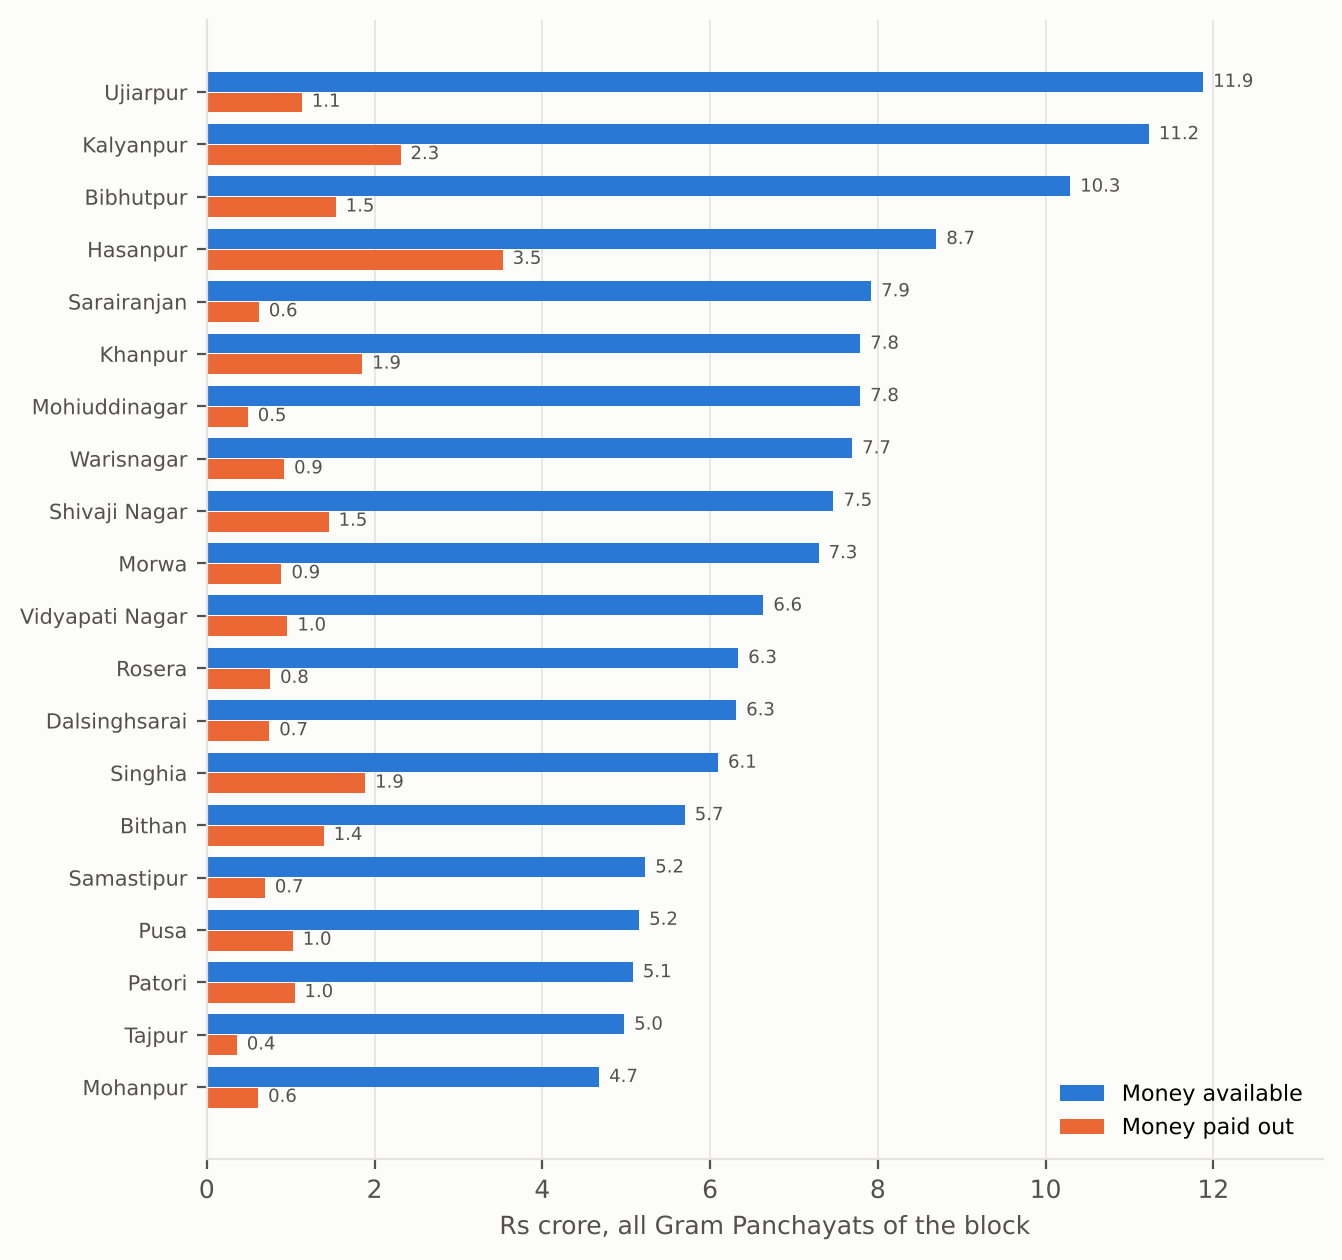 Ujiarpur 11.9
1.1
Kalyanpur 11.2
2.3
Bibhutpur 10.3
1.5
Hasanpur 8.7
3.5
Sarairanjan 7.9
0.6
Khanpur 7.8
1.9
Mohiuddinagar 7.8
0.5
Warisnagar 7.7
0.9
Shivaji Nagar 7.5
1.5
Morwa 7.3
0.9
Vidyapati Nagar 6.6
1.0
Rosera 6.3
0.8
Dalsinghsarai 6.3
0.7
Singhia 6.1
1.9
Bithan 5.7
1.4
Samastipur 5.2
0.7
Pusa 5.2
1.0
Patori 5.1
1.0
Tajpur 5.0
0.4
Mohanpur 4.7
0.6
Money available
Money paid out
0 2 4 6 8 10 12
Rs crore, all Gram Panchayats of the block